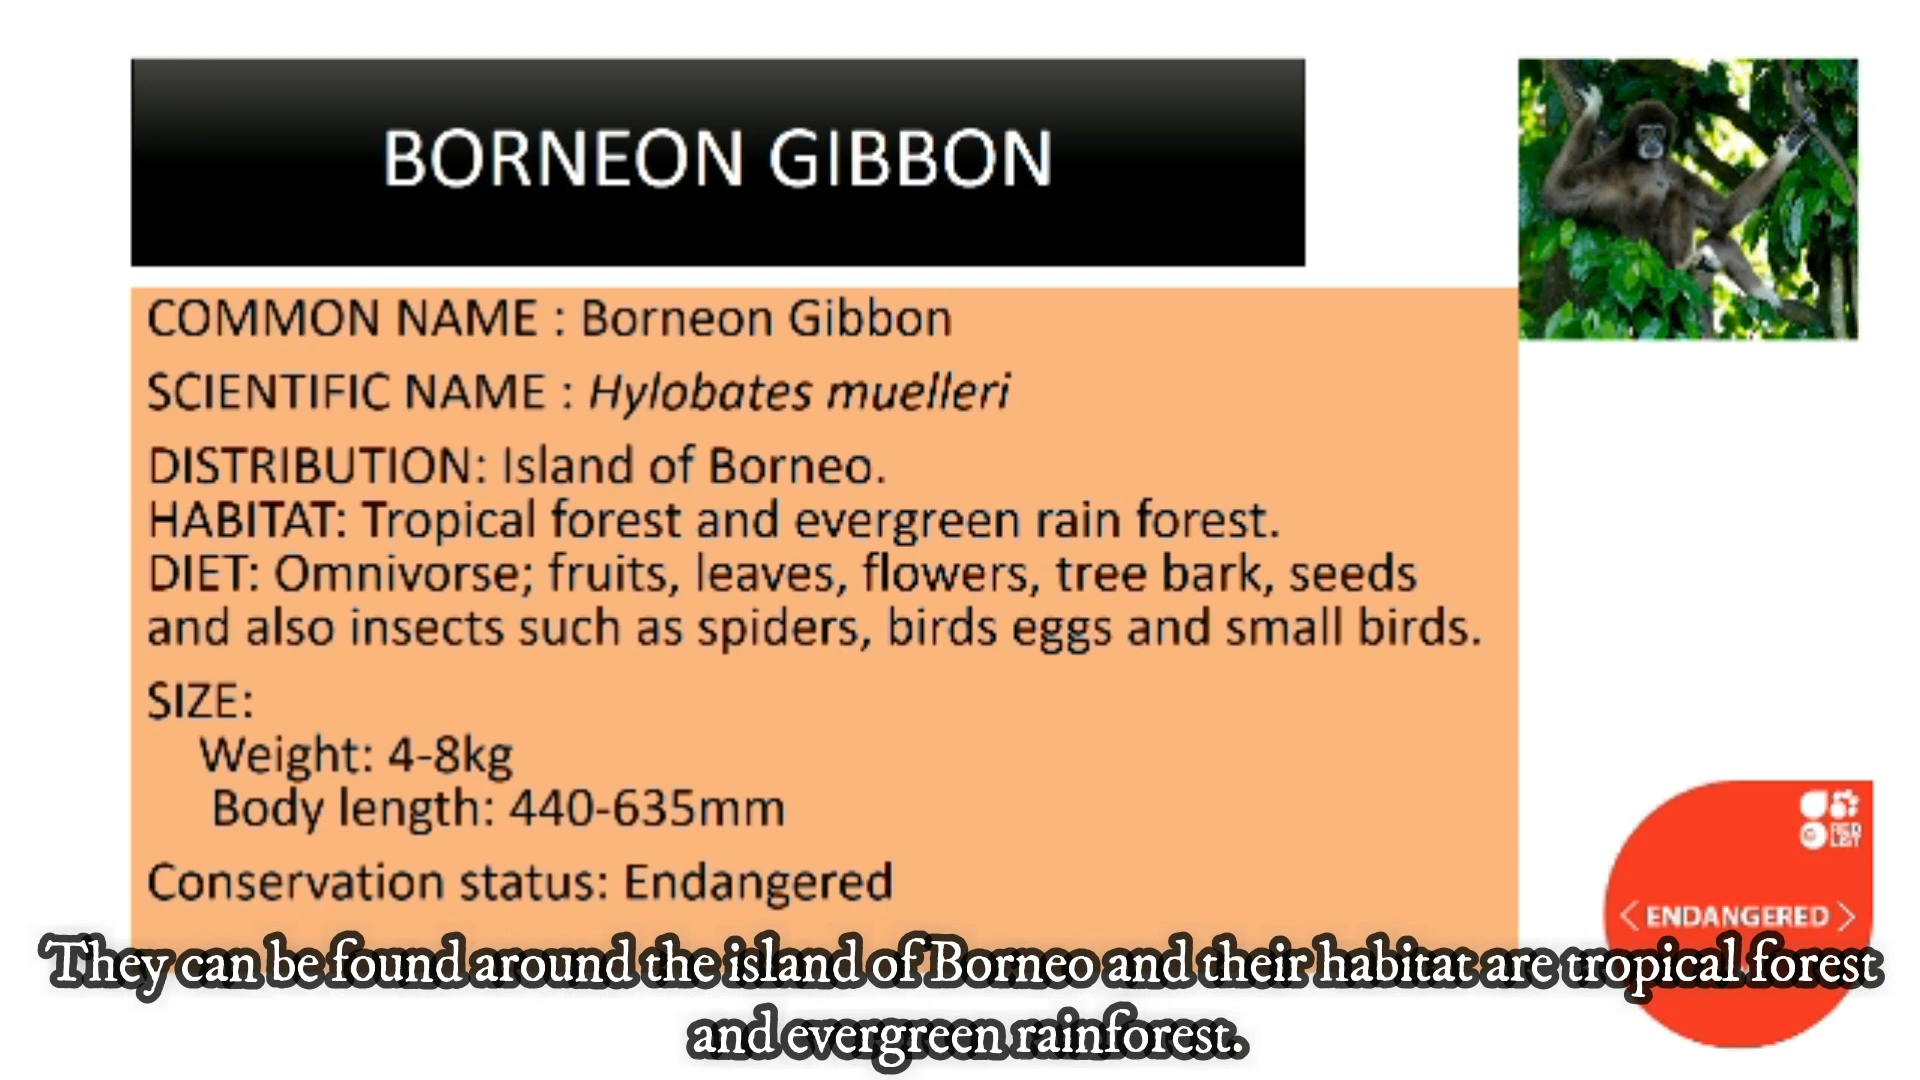 BORNEON GIBBON
COMMON NAME : Borneon Gibbon
SCIENTIFIC NAME : Hylobates muelleri
DISTRIBUTION: Island of Borneo.
HABITAT: Tropical forest and evergreen rain forest.
DIET: Omnivorse; fruits, leaves, flowers, tree bark, seeds
and also insects such as spiders, birds eggs and small birds.
SIZE:
Weight: 4-8kg
Body length: 440-635mm
Conservation status: Endangered
RED
LIST
< ENDANGERED >
They can be found around the island of Borneo and their habitat are tropical forest
and evergreen rainforest.